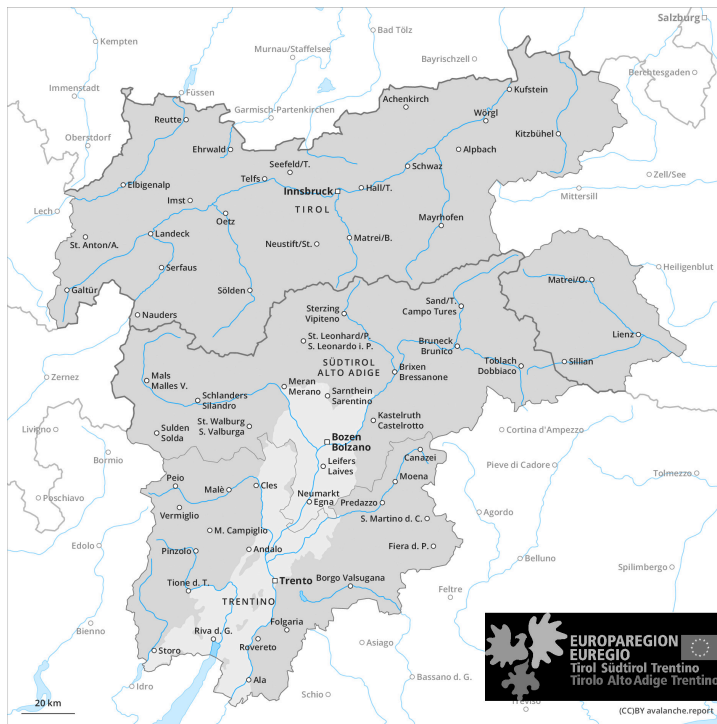 Salzburg
Bad Tölz
Kempten
Murnau/Staffelsee
Bayrischzell
Berchtesgaden
Immenstadt
Füssen
Kufstein
Garmisch-Partenkirchen
Achenkirch
Reutte
Wörgl
Oberstdorf
Ehrwald
Kitzbühel
Alpbach
Seefeld/T.
Schwaz
Telfs
Zell/See
Elbigenalp
Innsbruck
Hall/T.
Mittersill
Imst
TIROL
Lech
Oetz
Mayrhofen
Landeck
Matrei/B.
St. Anton/A.
Neustift/St.
Serfaus
Heiligenblut
Matrei/O.
Galtür
Sölden
Sand/T.
Campo Tures
Nauders
Sterzing
Vipiteno
Lienz
St. Leonhard/P.
S. Leonardo i. P.
Bruneck
Brunico
SÜDTIROL
ALTO ADIGE
Toblach
Dobbiaco
Sillian
Brixen
Bressanone
Zernez
Mals
Malles V.
Meran
Merano
Sarnthein
Sarentino
Schlanders
Silandro
St. Walburg
S. Valburga
Kastelruth
Castelrotto
Livigno
Sulden
Solda
Cortina d'Ampezzo
Bozen
Bolzano
Bormio
Canazei
Leifers
Laives
Pieve di Cadore
Tolmezzo
Peio
Malè
Cles
Moena
Poschiavo
Neumarkt
Egna
Predazzo
Vermiglio
Agordo
S. Martino d. C.
M. Campiglio
Edolo
Pinzolo
Andalo
Fiera d. P.
Belluno
Spilimbergo
Tione d. T.
Trento
Borgo Valsugana
Feltre
TRENTINO
Bienno
Folgaria
Riva d. G.
Rovereto
Asiago
Storo
Ala
Bassano d. G.
Idro
Schio
Treviso
EUROPAREGION
EUREGIO
Tirol Südtirol Trentino
Tirolo Alto Adige Trentino
20 km
(CC)BY avalanche.report